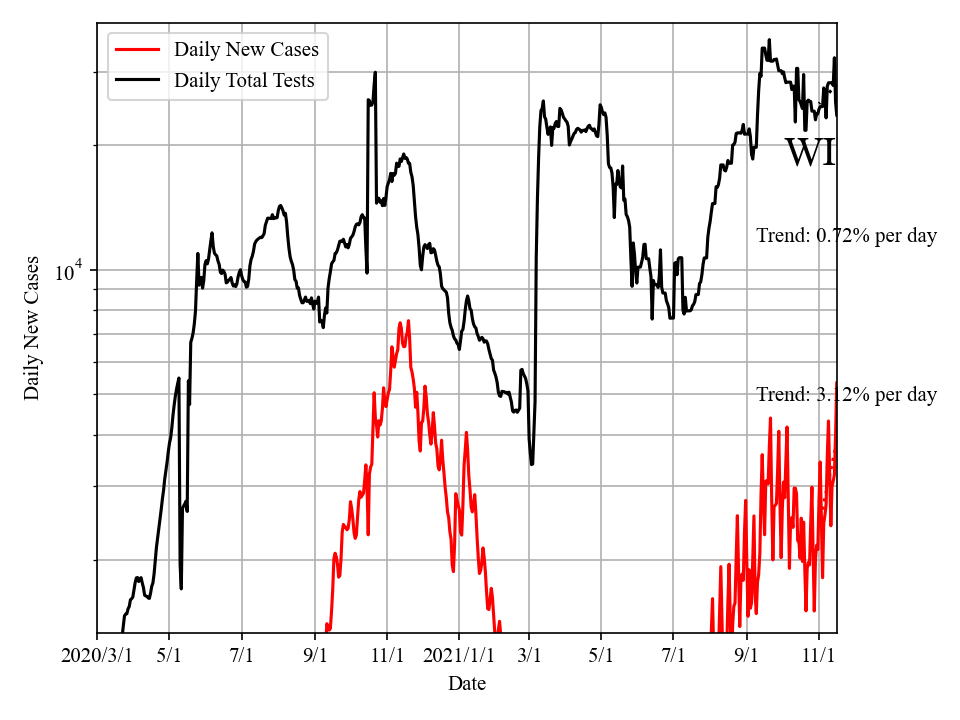 Daily New Cases
Daily Total Tests
WI
Trend: 0.72% per day
Trend: 3.12% per day
Daily New Cases
10^4
2020/3/1 5/1 7/1 9/1 11/1 2021/1/1 3/1 5/1 7/1 9/1 11/1
Date